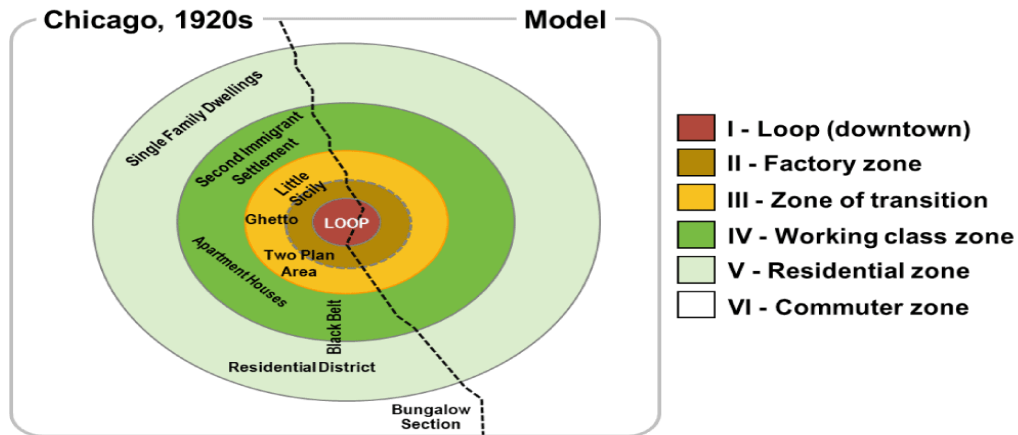 Chicago, 1920s
Model
Single Family Dwellings
Second Immigrant
Settlement
Little
Sicily
Ghetto
LOOP
Two Plan
Area
Apartment Houses
Black Belt
Residential District
Bungalow
Section
I - Loop (downtown)
II - Factory zone
III - Zone of transition
IV - Working class zone
V - Residential zone
VI - Commuter zone